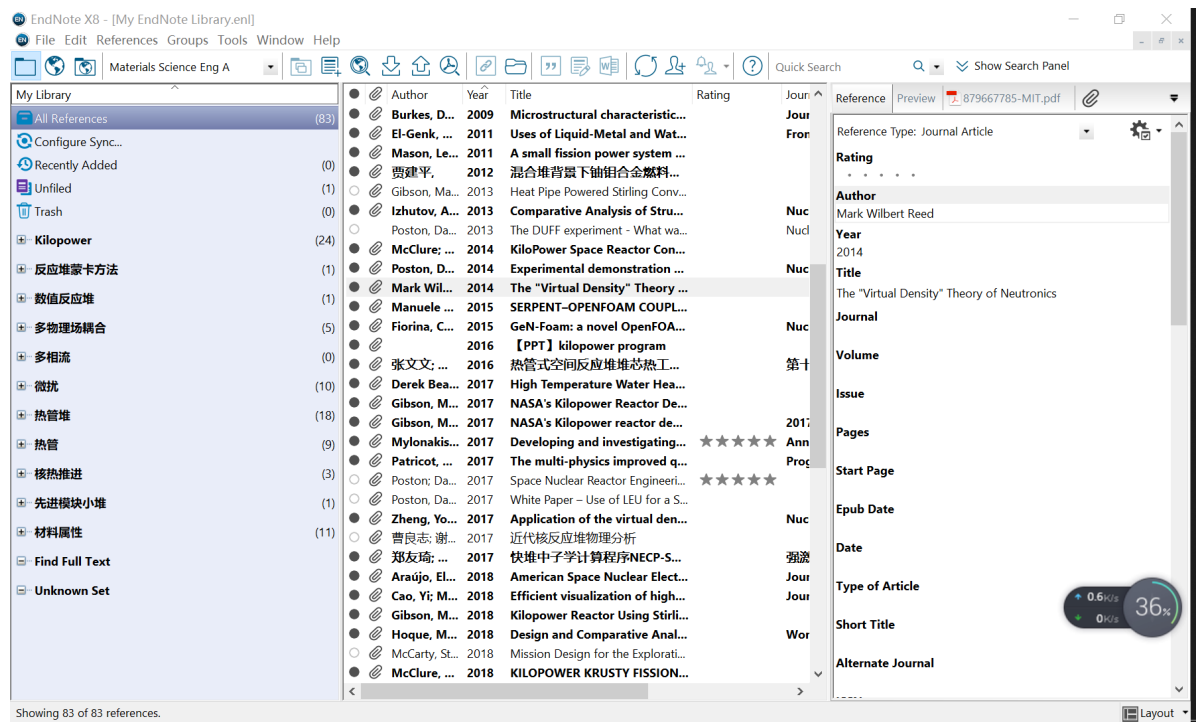 EndNote X8 - [My EndNote Library.enl]
File Edit References Groups Tools Window Help
Materials Science Eng A
Quick Search
Show Search Panel
My Library
All References (83)
Configure Sync...
Recently Added (0)
Unfiled (1)
Trash (0)
Kilopower (24)
反应堆蒙卡方法 (1)
数值反应堆 (1)
多物理场耦合 (5)
多相流 (0)
微扰 (10)
热管堆 (18)
热管 (9)
核热推进 (3)
先进模块小堆 (1)
材料属性 (11)
Find Full Text
Unknown Set
Author Year Title Rating Journ
Burkes, D... 2009 Microstructural characteristic... Jour
El-Genk, ... 2011 Uses of Liquid-Metal and Wat... Fron
Mason, Le... 2011 A small fission power system ...
贾建平, 2012 混合堆背景下铀钼合金燃料...
Gibson, Ma... 2013 Heat Pipe Powered Stirling Conv...
Izhutov, A... 2013 Comparative Analysis of Stru... Nuc
Poston, Da... 2013 The DUFF experiment - What wa... Nucl
McClure; ... 2014 KiloPower Space Reactor Con...
Poston, D... 2014 Experimental demonstration ... Nuc
Mark Wil... 2014 The "Virtual Density" Theory ...
Manuele ... 2015 SERPENT–OPENFOAM COUPL...
Fiorina, C... 2015 GeN-Foam: a novel OpenFOA... Nuc
2016 【PPT】kilopower program
张文文; ... 2016 热管式空间反应堆堆芯热工... 第十
Derek Bea... 2017 High Temperature Water Hea...
Gibson, M... 2017 NASA's Kilopower Reactor De...
Gibson, M... 2017 NASA's Kilopower reactor de... 2017
Mylonakis... 2017 Developing and investigating... ★★★★★ Ann
Patricot, ... 2017 The multi-physics improved q... Prog
Poston; Da... 2017 Space Nuclear Reactor Engineeri... ★★★★★
Poston, Da... 2017 White Paper – Use of LEU for a S...
Zheng, Yo... 2017 Application of the virtual den... Nuc
曹良志; 谢... 2017 近代核反应堆物理分析
郑友琦; ... 2017 快堆中子学计算程序NECP-S... 强激
Araújo, El... 2018 American Space Nuclear Elect... Jour
Cao, Yi; M... 2018 Efficient visualization of high... Jour
Gibson, M... 2018 Kilopower Reactor Using Stirli...
Hoque, M... 2018 Design and Comparative Anal... Wor
McCarty, St... 2018 Mission Design for the Explorati...
McClure, ... 2018 KILOPOWER KRUSTY FISSION...
Reference Preview 879667785-MIT.pdf
Reference Type: Journal Article
Rating
Author
Mark Wilbert Reed
Year
2014
Title
The "Virtual Density" Theory of Neutronics
Journal
Volume
Issue
Pages
Start Page
Epub Date
Date
Type of Article
Short Title
Alternate Journal
0.6K/s
0K/s
36%
Showing 83 of 83 references.
Layout